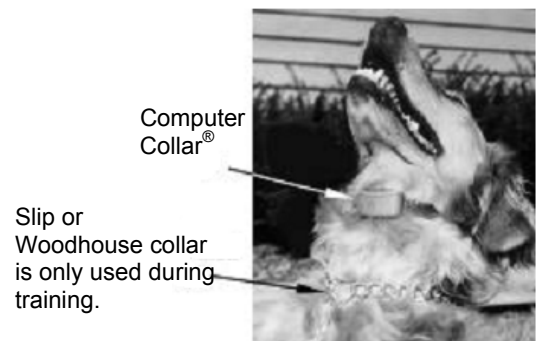 Computer
Collar®
Slip or
Woodhouse collar
is only used during
training.